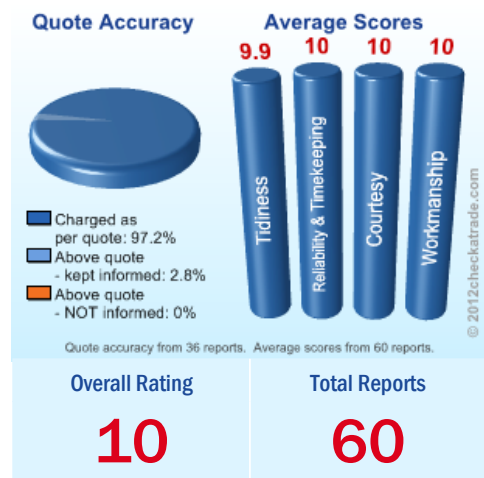 Quote Accuracy
Average Scores
9.9
10
10
10
Tidiness
Reliability & Timekeeping
Courtesy
Workmanship
Charged as
per quote: 97.2%
Above quote
- kept informed: 2.8%
Above quote
- NOT informed: 0%
© 2012checkatrade.com
Quote accuracy from 36 reports. Average scores from 60 reports.
Overall Rating
10
Total Reports
60